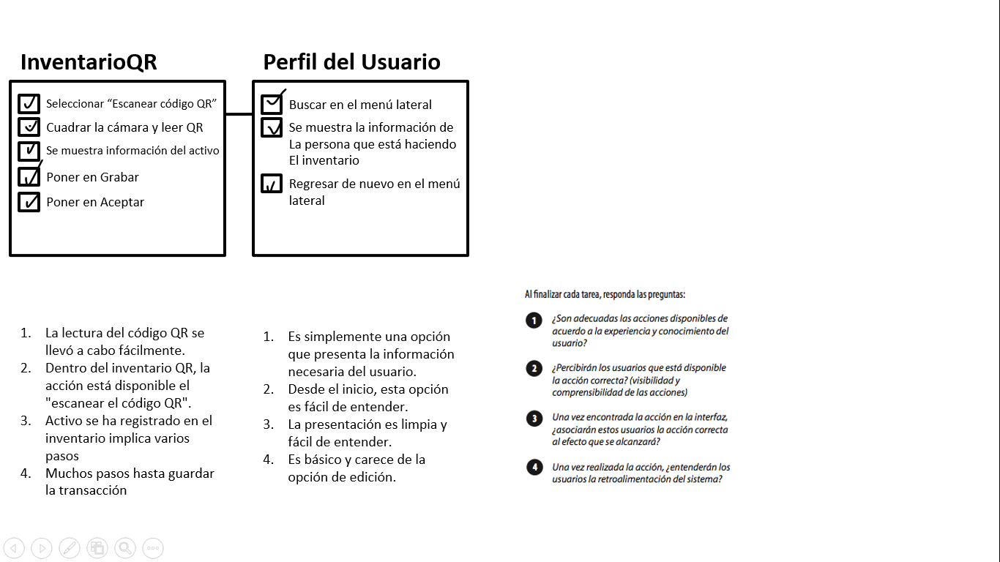 InventarioQR
Seleccionar “Escanear código QR”
Cuadrar la cámara y leer QR
Se muestra información del activo
Poner en Grabar
Poner en Aceptar
Perfil del Usuario
Buscar en el menú lateral
Se muestra la información de
La persona que está haciendo
El inventario
Regresar de nuevo en el menú
lateral
1. La lectura del código QR se
llevó a cabo fácilmente.
2. Dentro del inventario QR, la
acción está disponible el
"escanear el código QR".
3. Activo se ha registrado en el
inventario implica varios
pasos
4. Muchos pasos hasta guardar
la transacción
1. Es simplemente una opción
que presenta la información
necesaria del usuario.
2. Desde el inicio, esta opción
es fácil de entender.
3. La presentación es limpia y
fácil de entender.
4. Es básico y carece de la
opción de edición.
Al finalizar cada tarea, responda las preguntas:
1 ¿Son adecuadas las acciones disponibles de
acuerdo a la experiencia y conocimiento del
usuario?
2 ¿Percibirán los usuarios que está disponible
la acción correcta? (visibilidad y
comprensibilidad de las acciones)
3 Una vez encontrada la acción en la interfaz,
¿asociarán estos usuarios la acción correcta
al efecto que se alcanzará?
4 Una vez realizada la acción, ¿entenderán los
usuarios la retroalimentación del sistema?